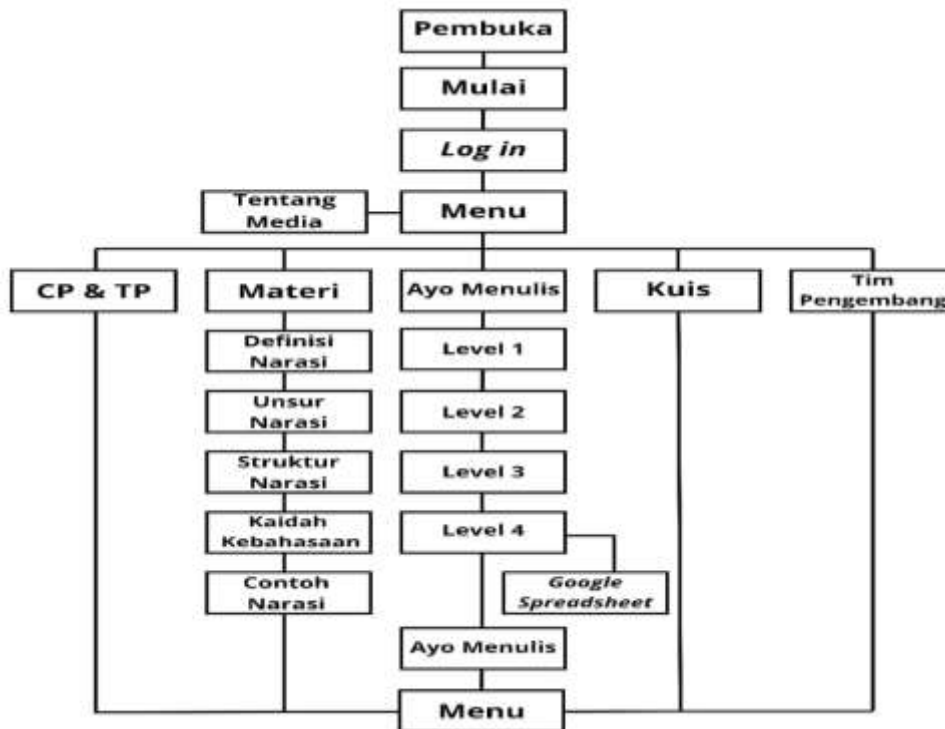 Pembuka
Mulai
Log in
Tentang
Media
Menu
CP & TP
Materi
Ayo Menulis
Kuis
Tim
Pengembang
Definisi
Narasi
Level 1
Unsur
Narasi
Level 2
Struktur
Narasi
Level 3
Kaidah
Kebahasaan
Level 4
Contoh
Narasi
Google
Spreadsheet
Ayo Menulis
Menu